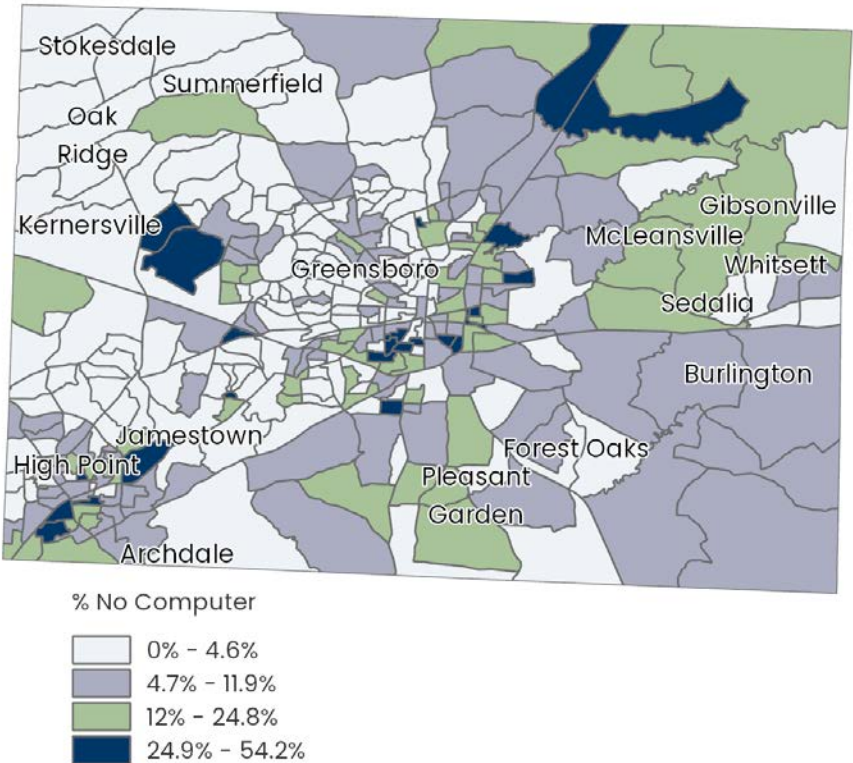 Stokesdale
Summerfield
Oak
Ridge
Kernersville
Gibsonville
McLeansville
Greensboro
Whitsett
Sedalia
Burlington
Jamestown
Forest Oaks
High Point
Pleasant
Garden
Archdale
% No Computer
0% - 4.6%
4.7% - 11.9%
12% - 24.8%
24.9% - 54.2%